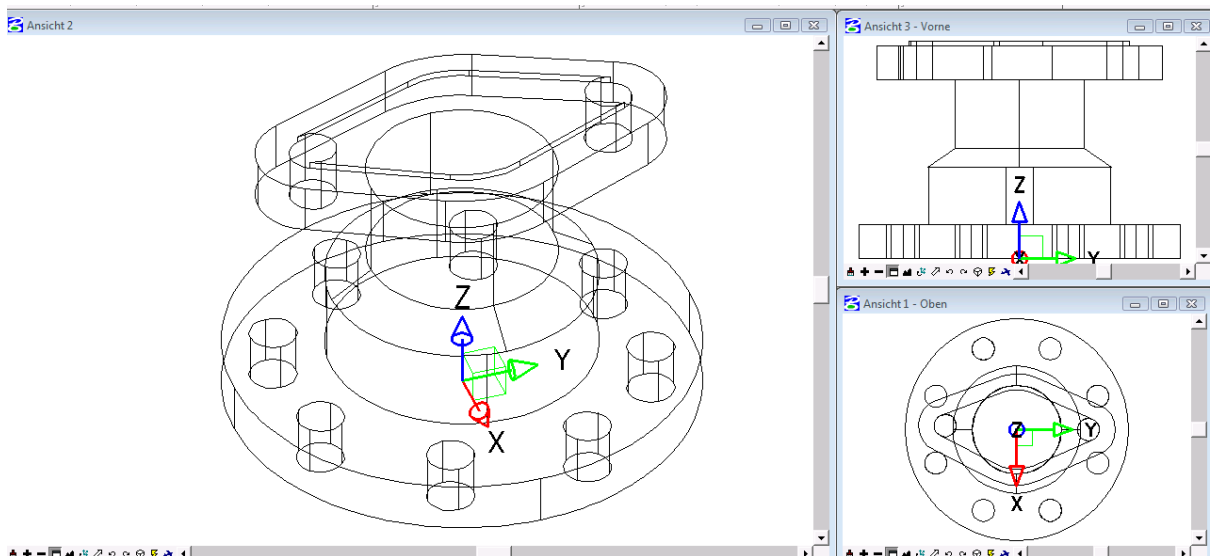 Ansicht 2
Z
Y
X
Ansicht 3 - Vorne
Z
X
Y
Ansicht 1 - Oben
Z
Y
X